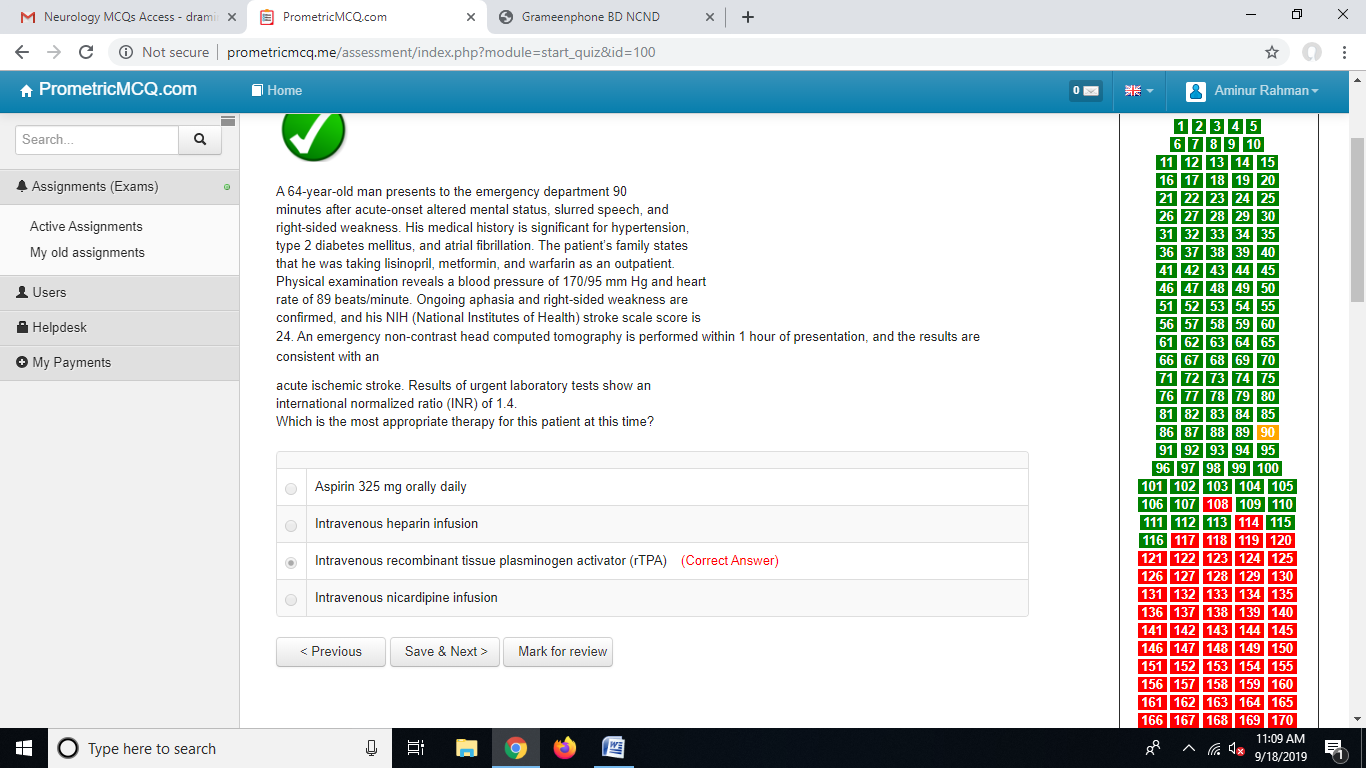 Neurology MCQs Access - drami
PrometricMCQ.com
Grameenphone BD NCND
Not secure | prometricmcq.me/assessment/index.php?module=start_quiz&id=100
PrometricMCQ.com
Home
0
Aminur Rahman
Search...
Assignments (Exams)
Active Assignments
My old assignments
Users
Helpdesk
My Payments
A 64-year-old man presents to the emergency department 90
minutes after acute-onset altered mental status, slurred speech, and
right-sided weakness. His medical history is significant for hypertension,
type 2 diabetes mellitus, and atrial fibrillation. The patient's family states
that he was taking lisinopril, metformin, and warfarin as an outpatient.
Physical examination reveals a blood pressure of 170/95 mm Hg and heart
rate of 89 beats/minute. Ongoing aphasia and right-sided weakness are
confirmed, and his NIH (National Institutes of Health) stroke scale score is
24. An emergency non-contrast head computed tomography is performed within 1 hour of presentation, and the results are
consistent with an
acute ischemic stroke. Results of urgent laboratory tests show an
international normalized ratio (INR) of 1.4.
Which is the most appropriate therapy for this patient at this time?
Aspirin 325 mg orally daily
Intravenous heparin infusion
Intravenous recombinant tissue plasminogen activator (rTPA) (Correct Answer)
Intravenous nicardipine infusion
< Previous
Save & Next >
Mark for review
1 2 3 4 5
6 7 8 9 10
11 12 13 14 15
16 17 18 19 20
21 22 23 24 25
26 27 28 29 30
31 32 33 34 35
36 37 38 39 40
41 42 43 44 45
46 47 48 49 50
51 52 53 54 55
56 57 58 59 60
61 62 63 64 65
66 67 68 69 70
71 72 73 74 75
76 77 78 79 80
81 82 83 84 85
86 87 88 89 90
91 92 93 94 95
96 97 98 99 100
101 102 103 104 105
106 107 108 109 110
111 112 113 114 115
116 117 118 119 120
121 122 123 124 125
126 127 128 129 130
131 132 133 134 135
136 137 138 139 140
141 142 143 144 145
146 147 148 149 150
151 152 153 154 155
156 157 158 159 160
161 162 163 164 165
166 167 168 169 170
Type here to search
11:09 AM
9/18/2019
1